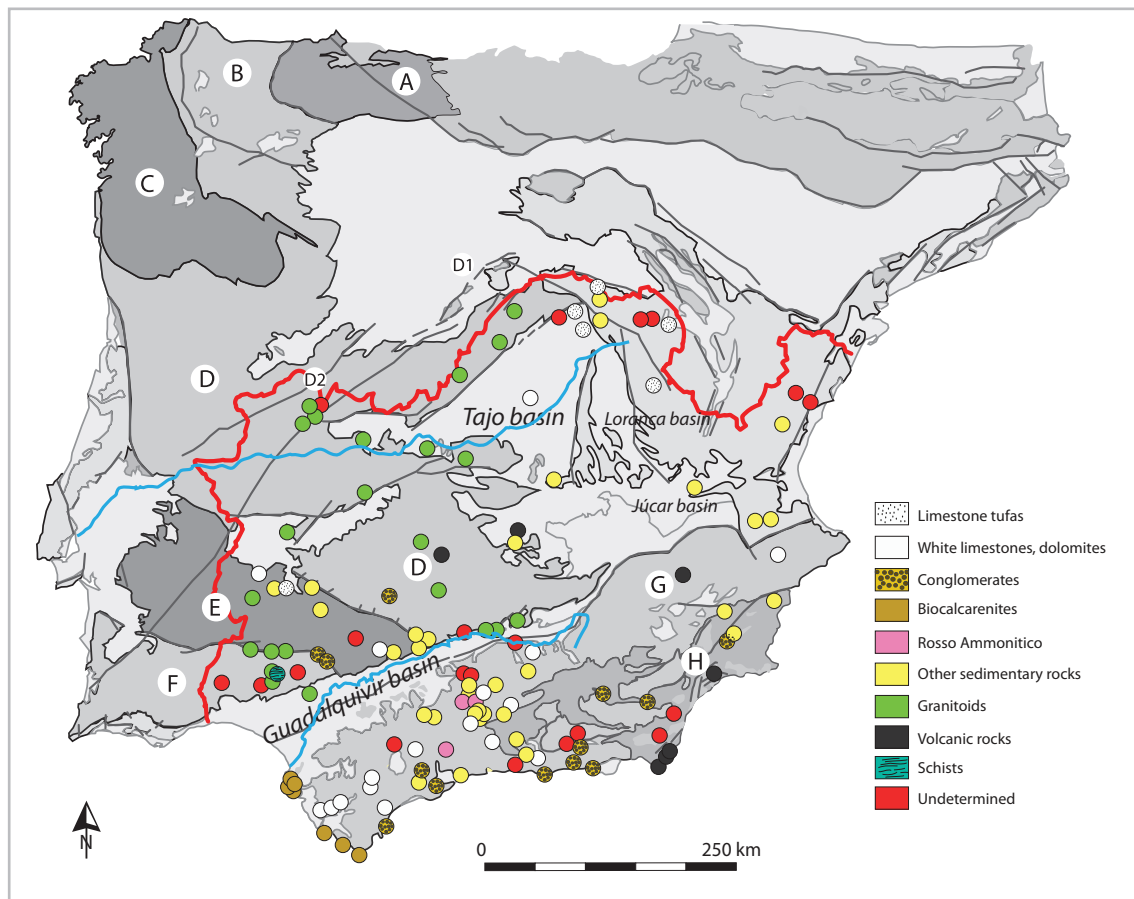 A
B
C
D1
D
D2
Tajo basin
Loranca basin
Júcar basin
D
G
E
F
H
Guadalquivir basin
Limestone tufas
White limestones, dolomites
Conglomerates
Biocalcarenites
Rosso Ammonitico
Other sedimentary rocks
Granitoids
Volcanic rocks
Schists
Undetermined
N
0 250 km